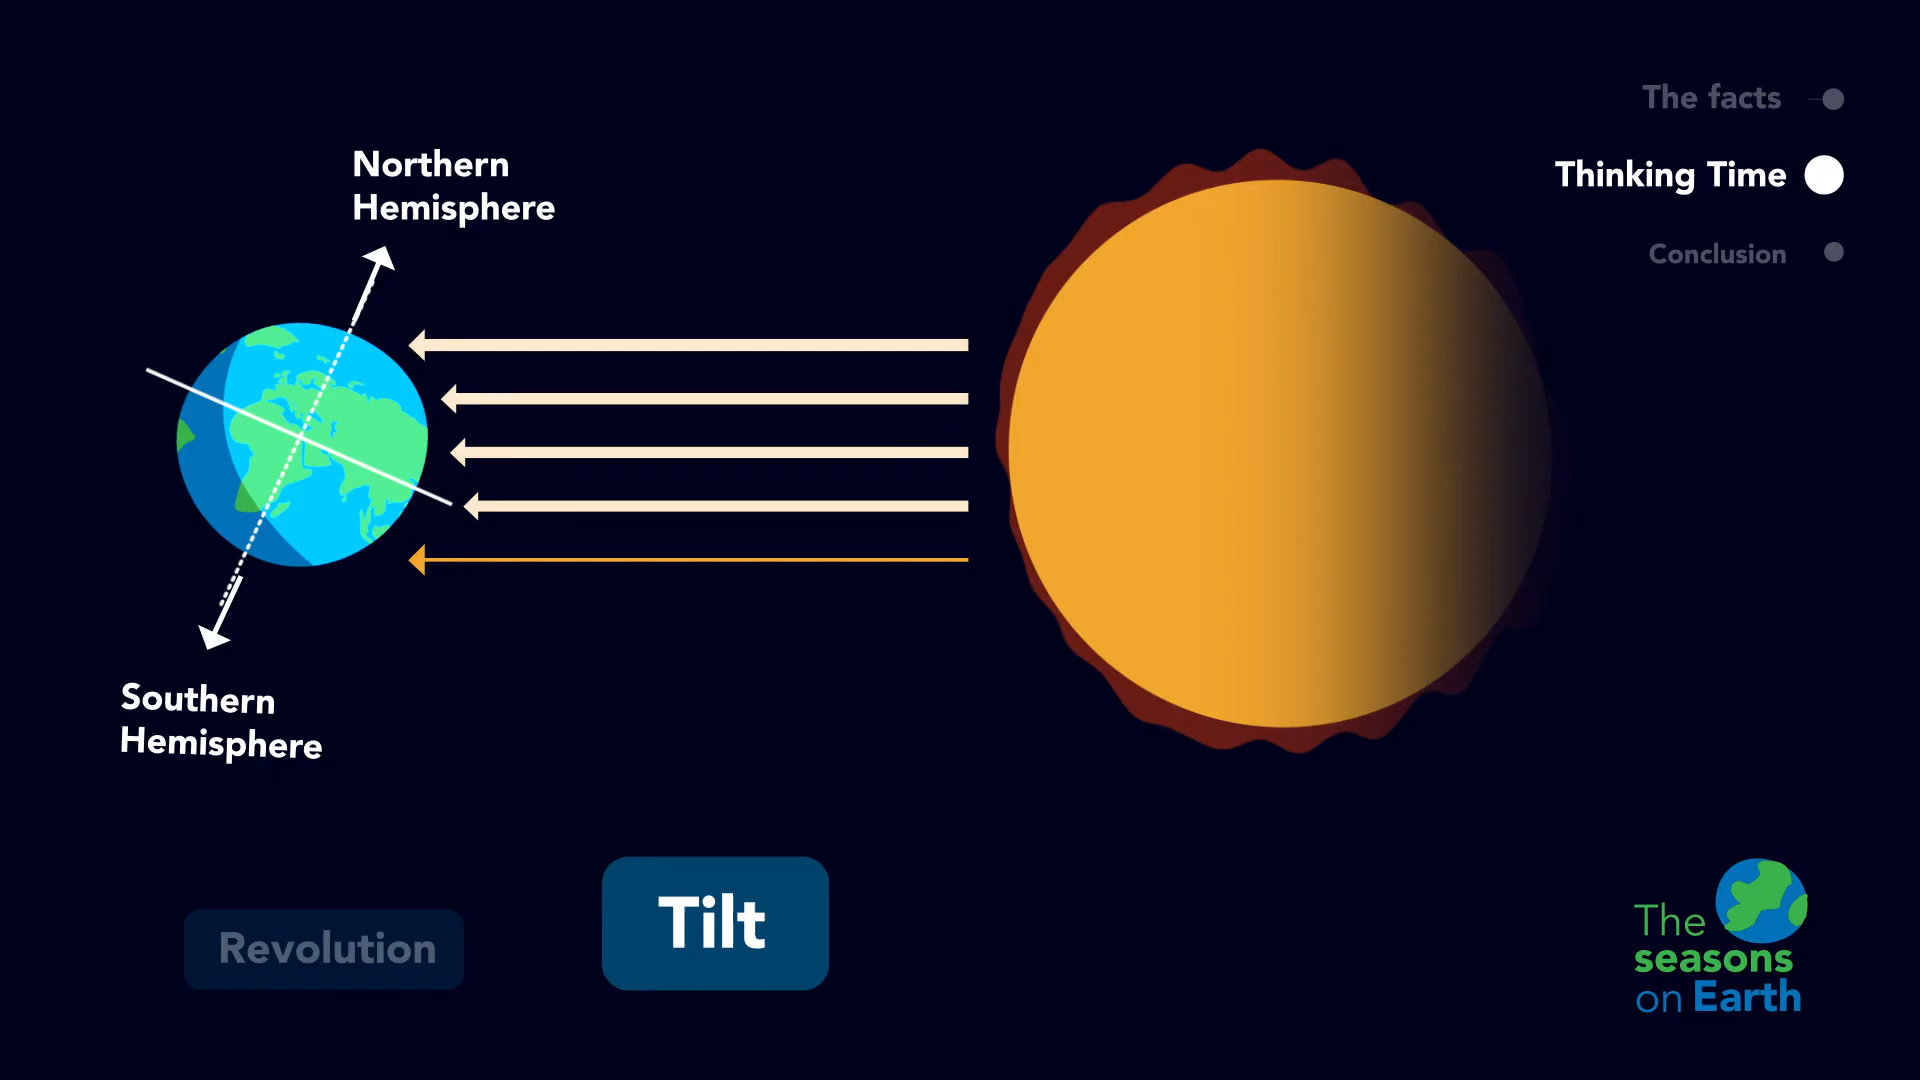 The facts
Thinking Time
Conclusion
Northern
Hemisphere
Southern
Hemisphere
Revolution
Tilt
The
seasons
on Earth